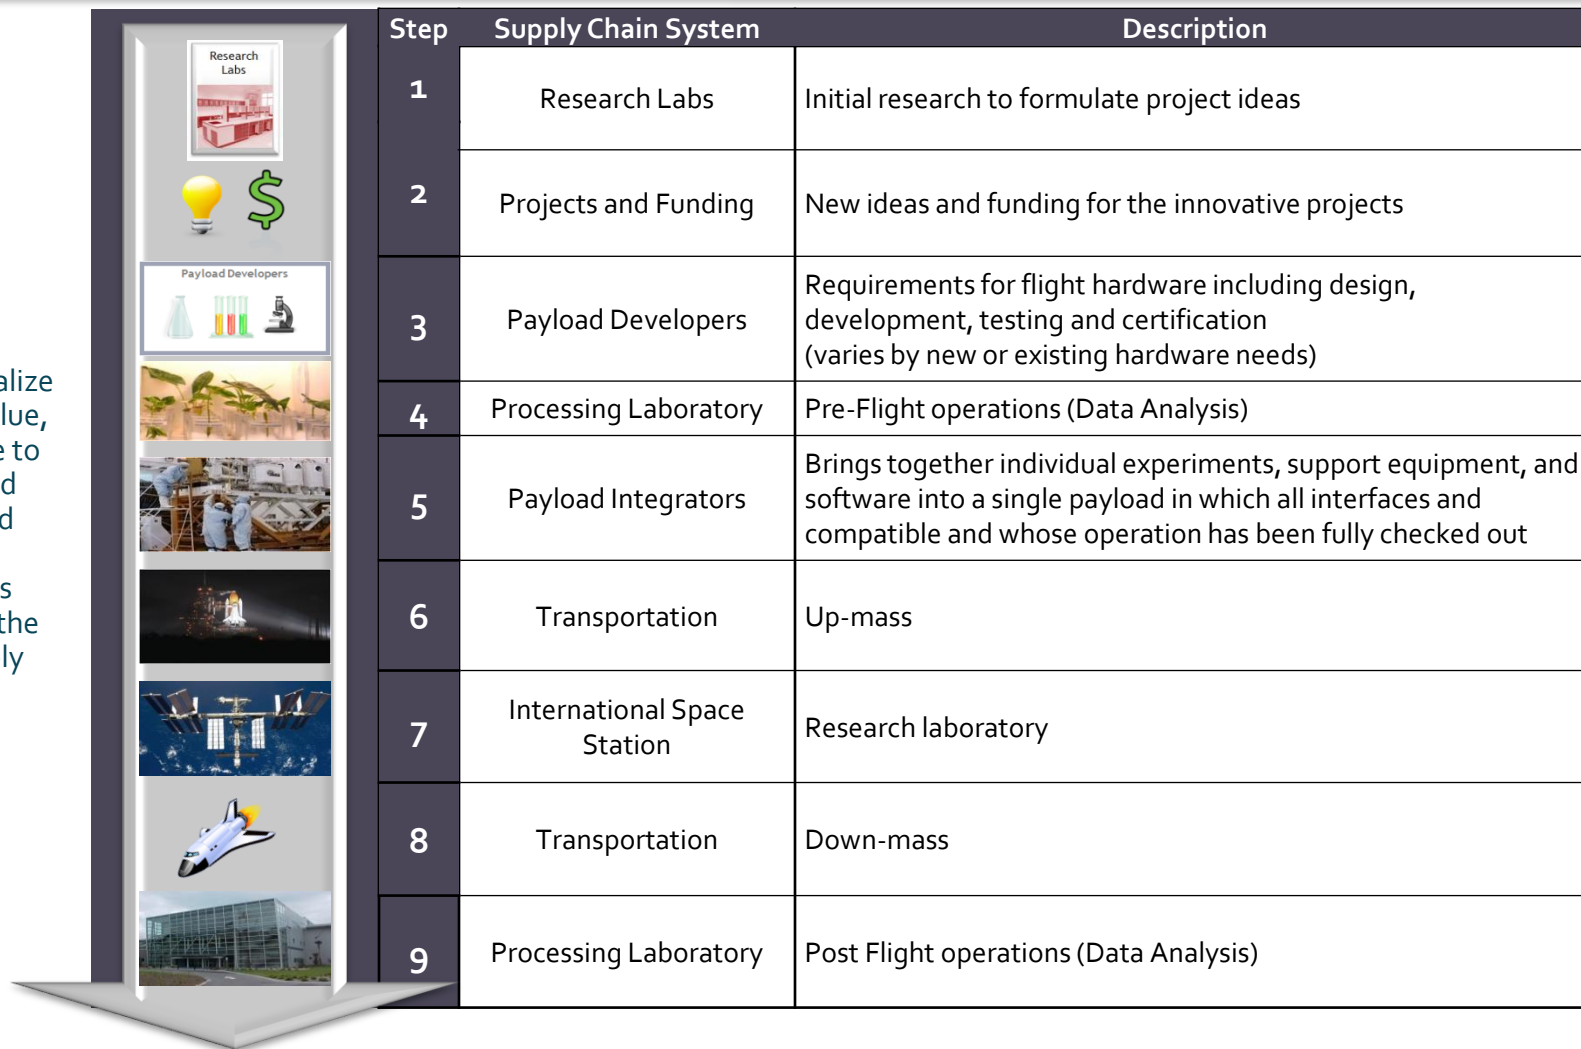 Step Supply Chain System Description
Research
Labs
1 Research Labs Initial research to formulate project ideas
2 Projects and Funding New ideas and funding for the innovative projects
Payload Developers
3 Payload Developers Requirements for flight hardware including design,
development, testing and certification
(varies by new or existing hardware needs)
4 Processing Laboratory Pre-Flight operations (Data Analysis)
5 Payload Integrators Brings together individual experiments, support equipment, and
software into a single payload in which all interfaces and
compatible and whose operation has been fully checked out
6 Transportation Up-mass
7 International Space
Station Research laboratory
8 Transportation Down-mass
9 Processing Laboratory Post Flight operations (Data Analysis)
alize
lue,
e to
d
d
s
the
ly